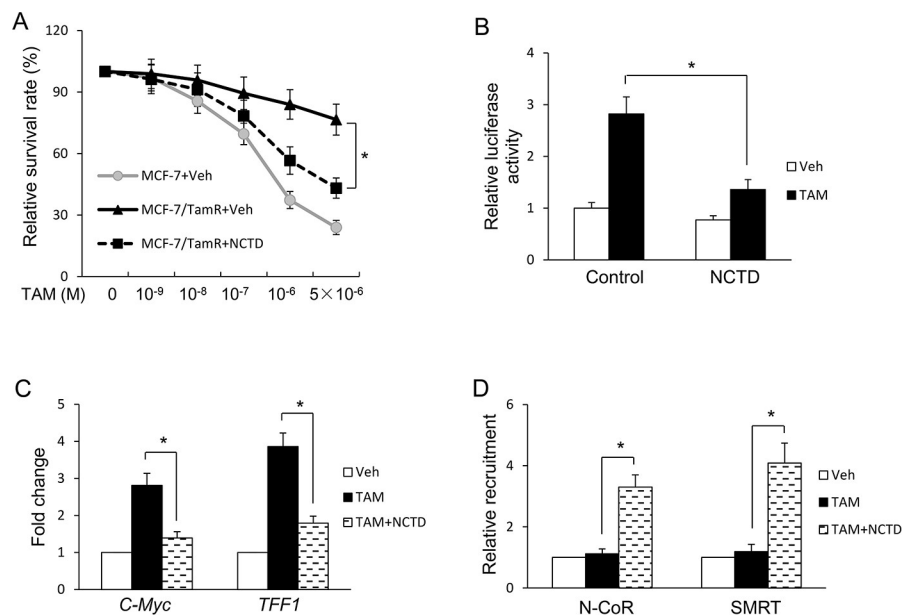 A
120
90
60
30
0
Relative survival rate (%)
MCF-7+Veh
MCF-7/TamR+Veh
MCF-7/TamR+NCTD
*
TAM (M) 0 10⁻⁹ 10⁻⁸ 10⁻⁷ 10⁻⁶ 5×10⁻⁶
B
4
3
2
1
0
Relative luciferase
activity
*
Veh
TAM
Control NCTD
C
5
4
3
2
1
0
Fold change
* *
Veh
TAM
TAM+NCTD
C-Myc TFF1
D
6
4
2
0
Relative recruitment
* *
Veh
TAM
TAM+NCTD
N-CoR SMRT